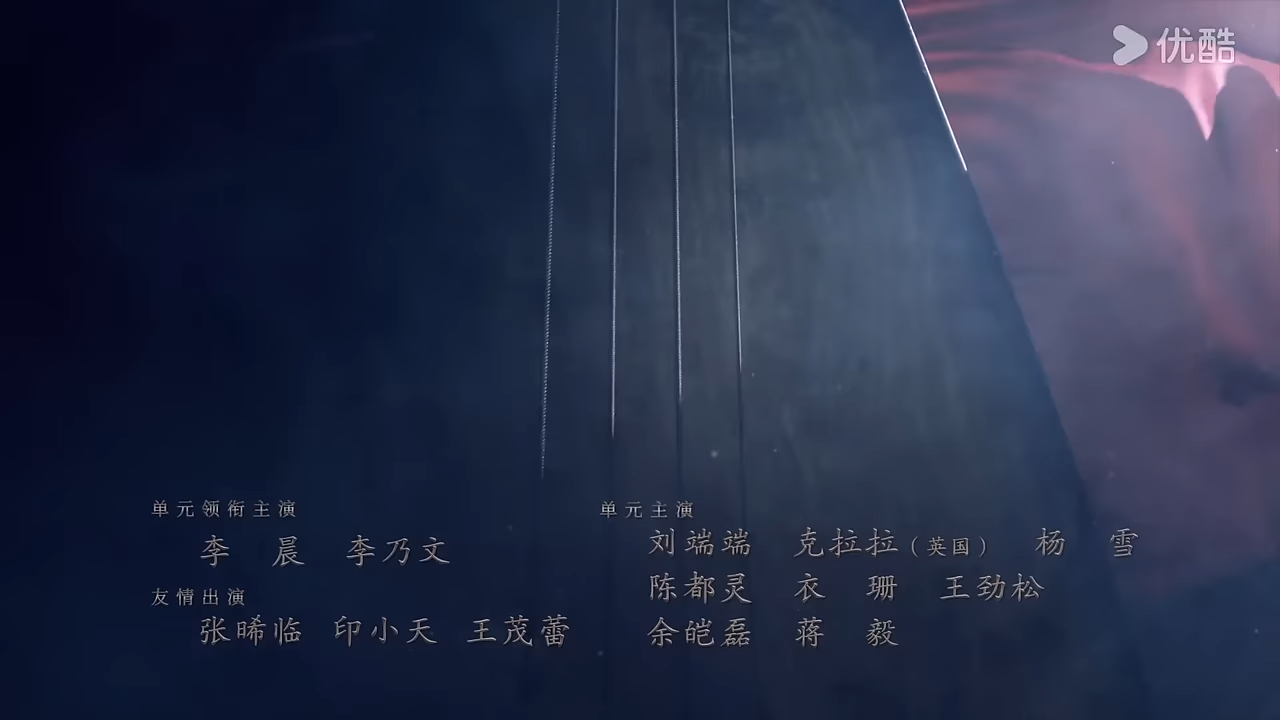 优酷
单元领衔主演
李 晨 李乃文
友情出演
张晞临 印小天 王茂蕾
单元主演
刘端端 克拉拉（英国） 杨 雪
陈都灵 衣 珊 王劲松
余皑磊 蒋 毅